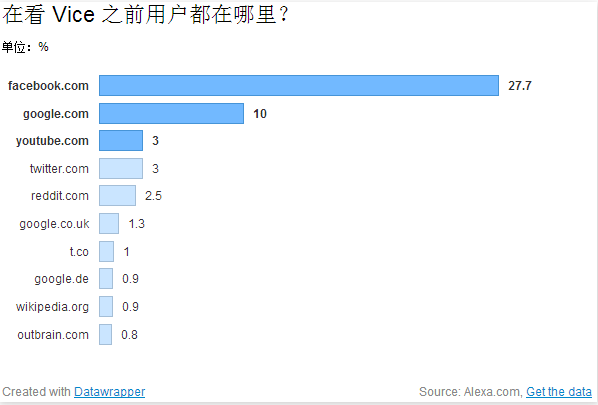 在看 Vice 之前用户都在哪里?
单位：%
facebook.com 27.7
google.com 10
youtube.com 3
twitter.com 3
reddit.com 2.5
google.co.uk 1.3
t.co 1
google.de 0.9
wikipedia.org 0.9
outbrain.com 0.8
Created with Datawrapper Source: Alexa.com, Get the data